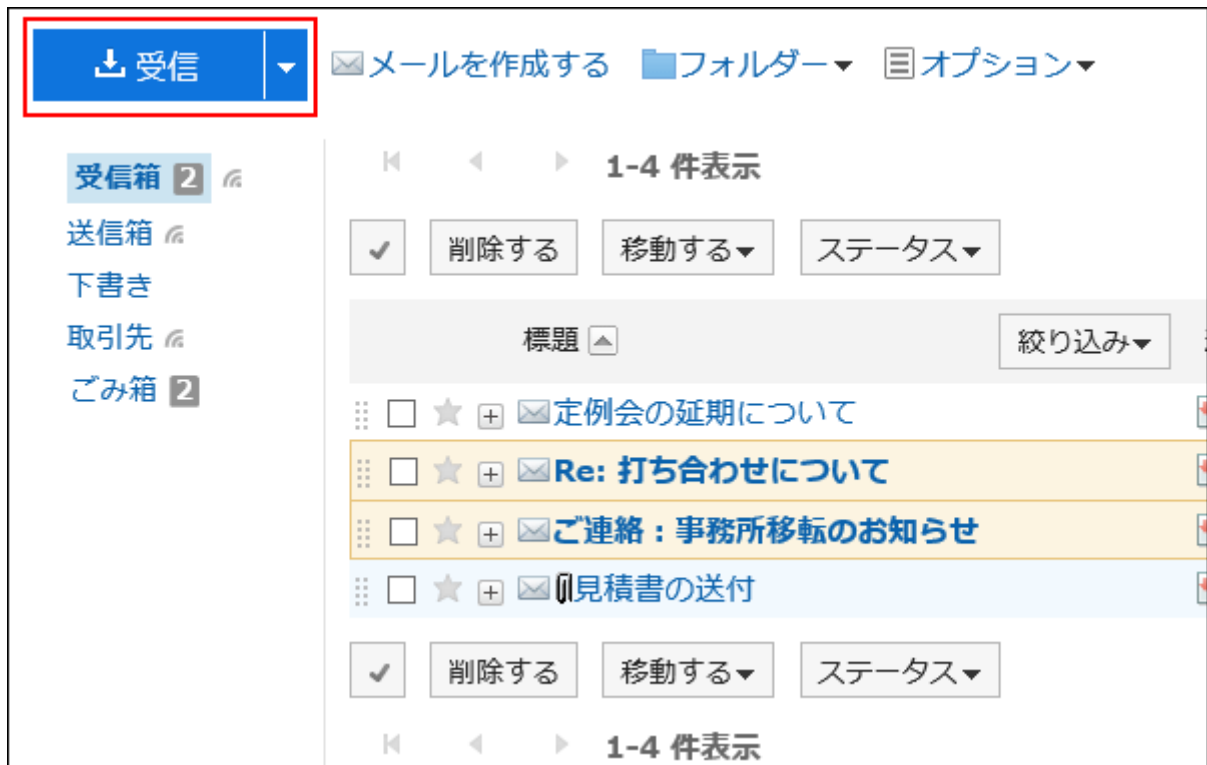 受信 メールを作成する フォルダー オプション
受信箱 2
送信箱
下書き
取引先
ごみ箱 2
1-4 件表示
削除する 移動する ステータス
標題 絞り込み
定例会の延期について
Re: 打ち合わせについて
ご連絡：事務所移転のお知らせ
見積書の送付
削除する 移動する ステータス
1-4 件表示